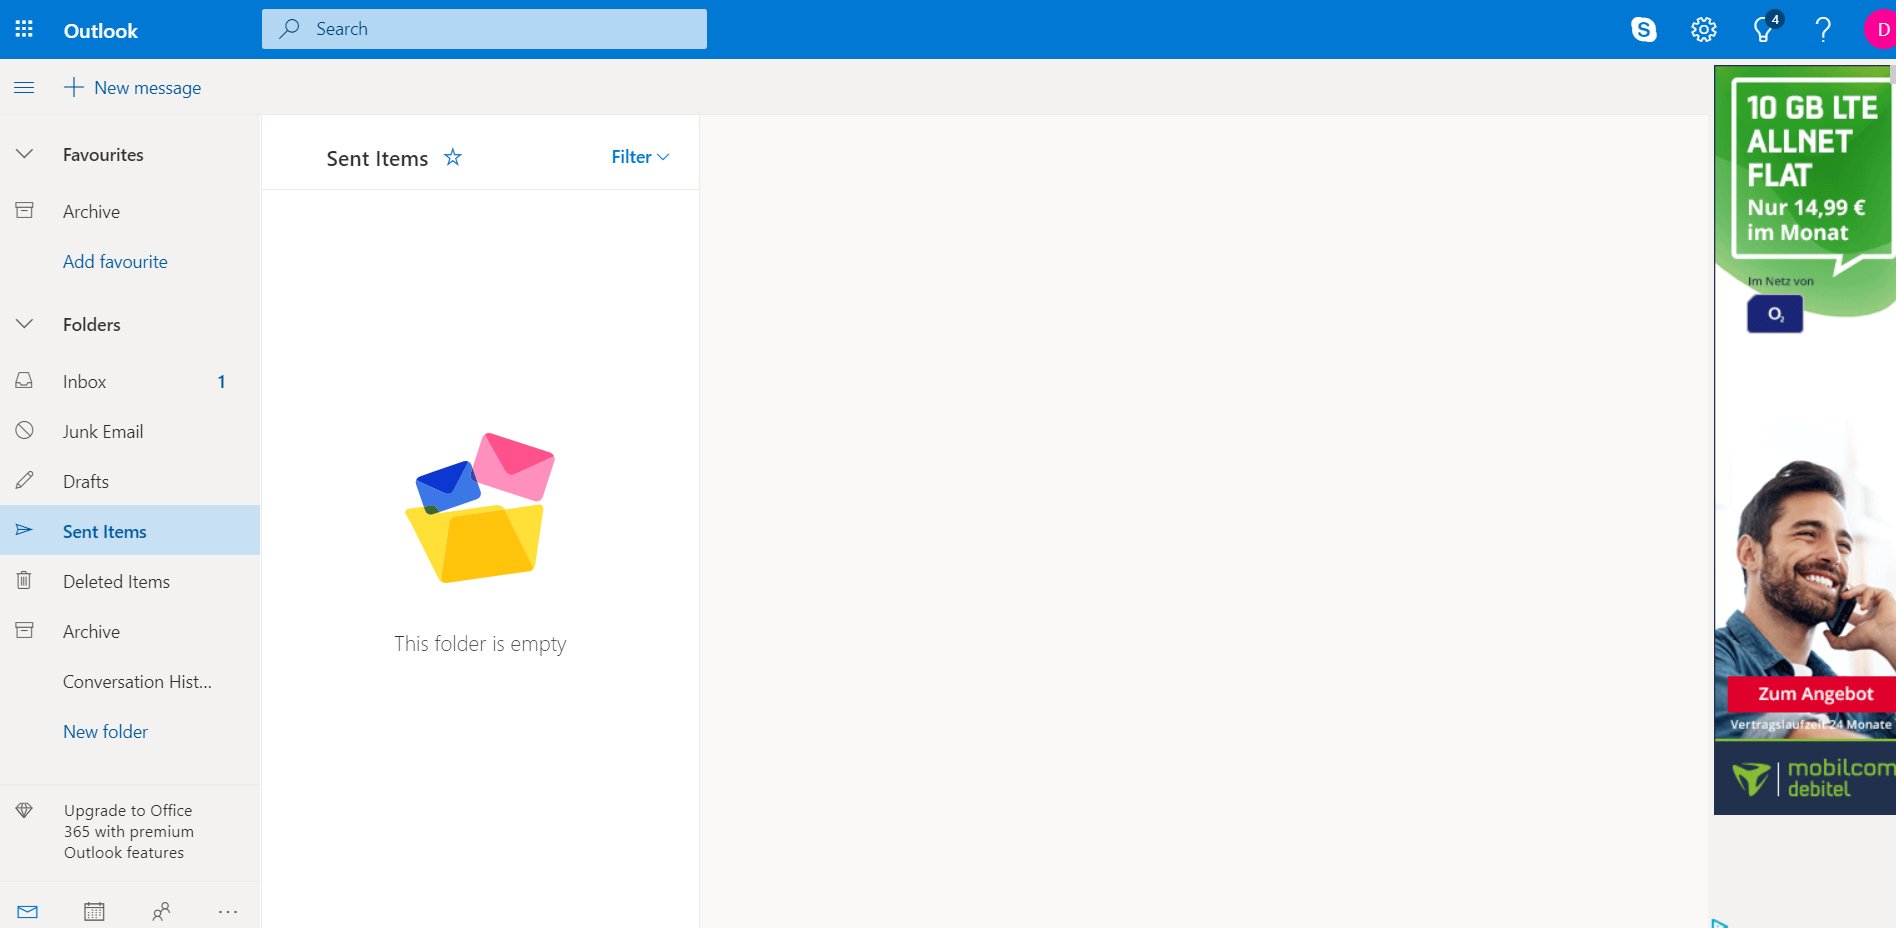 Outlook
Search
4
D
New message
Favourites
Archive
Add favourite
Folders
Inbox 1
Junk Email
Drafts
Sent Items
Deleted Items
Archive
Conversation Hist...
New folder
Upgrade to Office
365 with premium
Outlook features
Sent Items
Filter
This folder is empty
10 GB LTE
ALLNET
FLAT
Nur 14,99 €
im Monat
Im Netz von
O2
Zum Angebot
Vertragslaufzeit 24 Monate
mobilcom
debitel